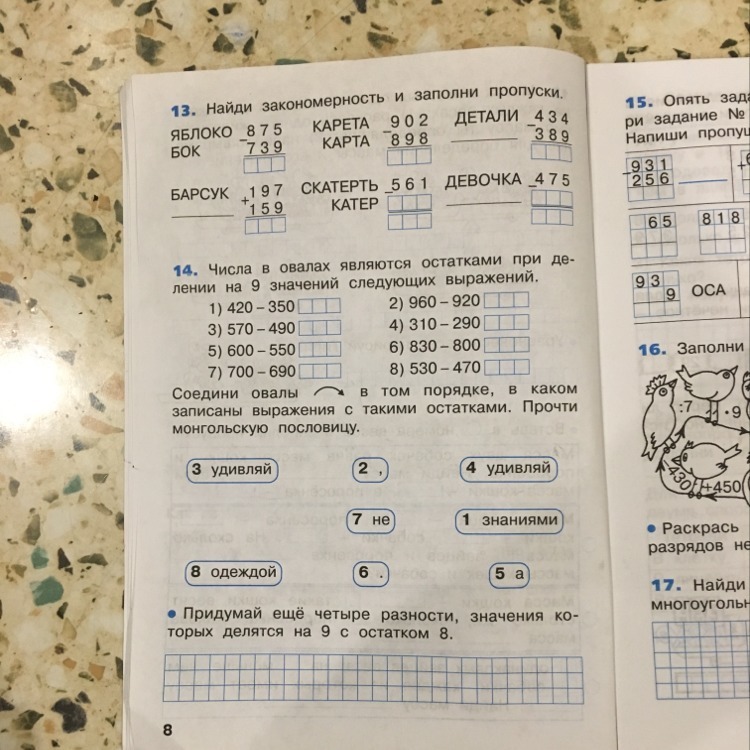 13. Найди закономерность и заполни пропуски.
ЯБЛОКО − 875
БОК 739
КАРЕТА − 902
КАРТА 898
ДЕТАЛИ − 434
389
БАРСУК + 197
159
СКАТЕРТЬ − 561
КАТЕР
ДЕВОЧКА − 475
14. Числа в овалах являются остатками при де-
лении на 9 значений следующих выражений.
1) 420 – 350
2) 960 – 920
3) 570 – 490
4) 310 – 290
5) 600 – 550
6) 830 – 800
7) 700 – 690
8) 530 – 470
Соедини овалы в том порядке, в каком
записаны выражения с такими остатками. Прочти
монгольскую пословицу.
3 удивляй
2 ,
4 удивляй
7 не
1 знаниями
8 одеждой
6 .
5 а
• Придумай ещё четыре разности, значения ко-
торых делятся на 9 с остатком 8.
8
15. Опять
ри задание №
Напиши
− 931
256
65
818
93
9
ОСА
16. Заполни
:7
·9
430
+450
• Раскрась
разрядов не
17. Найди